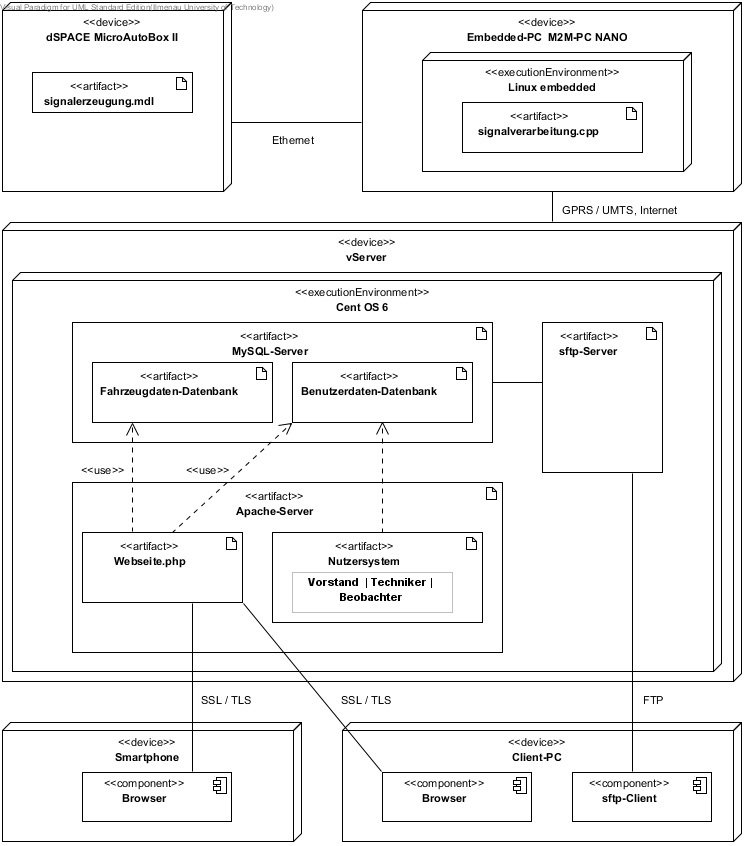 Visual Paradigm for UML Standard Edition(Ilmenau University of Technology)
<<device>>
dSPACE MicroAutoBox II
<<artifact>>
signalerzeugung.mdl
<<device>>
Embedded-PC M2M-PC NANO
<<executionEnvironment>>
Linux embedded
<<artifact>>
signalverarbeitung.cpp
Ethernet
GPRS / UMTS, Internet
<<device>>
vServer
<<executionEnvironment>>
Cent OS 6
<<artifact>>
MySQL-Server
<<artifact>>
Fahrzeugdaten-Datenbank
<<artifact>>
Benutzerdaten-Datenbank
<<artifact>>
sftp-Server
<<use>>
<<use>>
<<artifact>>
Apache-Server
<<artifact>>
Webseite.php
<<artifact>>
Nutzersystem
Vorstand | Techniker |
Beobachter
SSL / TLS
SSL / TLS
FTP
<<device>>
Smartphone
<<component>>
Browser
<<device>>
Client-PC
<<component>>
Browser
<<component>>
sftp-Client